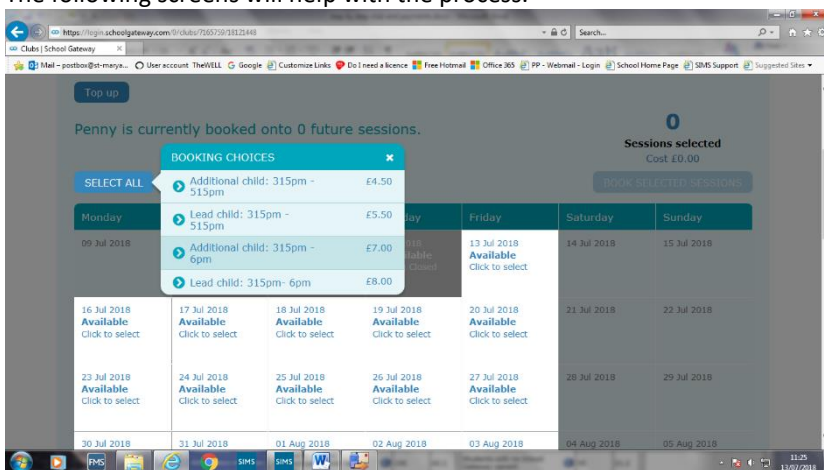 The following screens will help with the process.
https://login.schoolgateway.com/0/clubs/7165759/18121448
Search...
Clubs | School Gateway
Mail – postbox@st-marya... User account TheWELL Google Customize Links Do I need a licence Free Hotmail Office 365 PP - Webmail - Login School Home Page SIMS Support Suggested Sites
Top up
Penny is currently booked onto 0 future sessions.
0
Sessions selected
Cost £0.00
SELECT ALL
BOOK SELECTED SESSIONS
BOOKING CHOICES
Additional child: 315pm - 515pm £4.50
Lead child: 315pm - 515pm £5.50
Additional child: 315pm - 6pm £7.00
Lead child: 315pm- 6pm £8.00
Monday Friday Saturday Sunday
09 Jul 2018 13 Jul 2018 14 Jul 2018 15 Jul 2018
Closed Available
Click to select
16 Jul 2018 17 Jul 2018 18 Jul 2018 19 Jul 2018 20 Jul 2018 21 Jul 2018 22 Jul 2018
Available Available Available Available Available
Click to select Click to select Click to select Click to select Click to select
23 Jul 2018 24 Jul 2018 25 Jul 2018 26 Jul 2018 27 Jul 2018 28 Jul 2018 29 Jul 2018
Available Available Available Available Available
Click to select Click to select Click to select Click to select Click to select
30 Jul 2018 31 Jul 2018 01 Aug 2018 02 Aug 2018 03 Aug 2018 04 Aug 2018 05 Aug 2018
FMS SIMS SIMS
11:25
13/07/2018